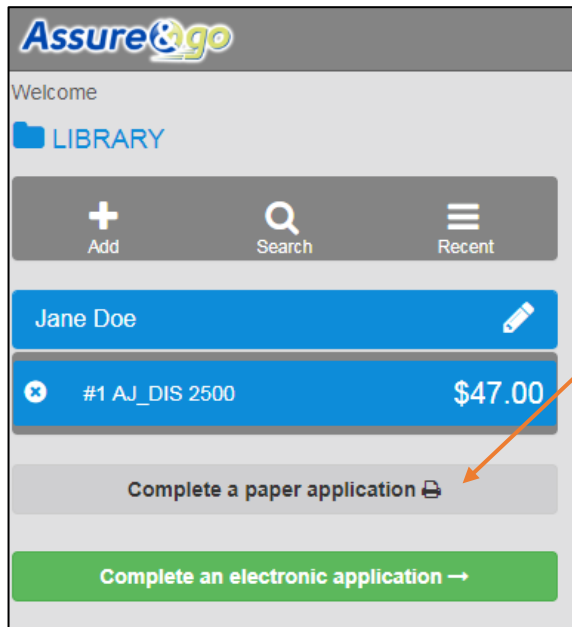 Assure&go
Welcome
LIBRARY
Add Search Recent
Jane Doe
#1 AJ_DIS 2500 $47.00
Complete a paper application
Complete an electronic application →